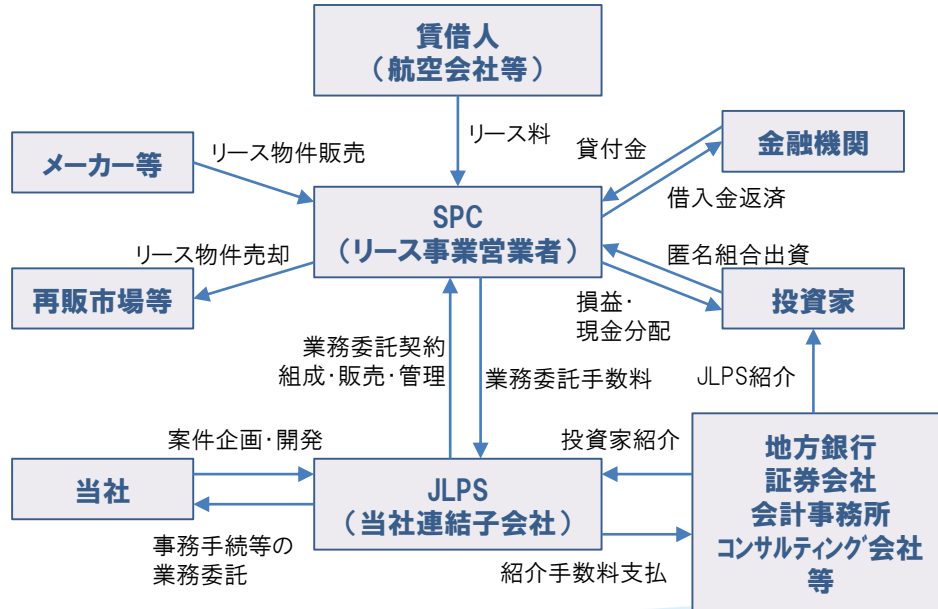 賃借人
（航空会社等）
メーカー等
リース物件販売
リース料
貸付金
金融機関
借入金返済
SPC
（リース事業営業者）
リース物件売却
再販市場等
匿名組合出資
投資家
損益・
現金分配
業務委託契約
組成・販売・管理
業務委託手数料
JLPS紹介
案件企画・開発
投資家紹介
当社
JLPS
（当社連結子会社）
地方銀行
証券会社
会計事務所
コンサルティング会社
等
事務手続等の
業務委託
紹介手数料支払